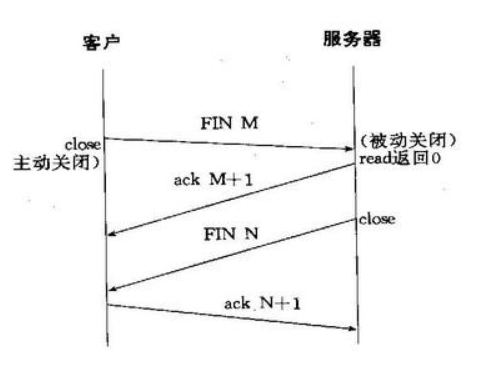 客户
服务器
FIN M
close
主动关闭)
(被动关闭)
read返回0
ack M+1
close
FIN N
ack N+1